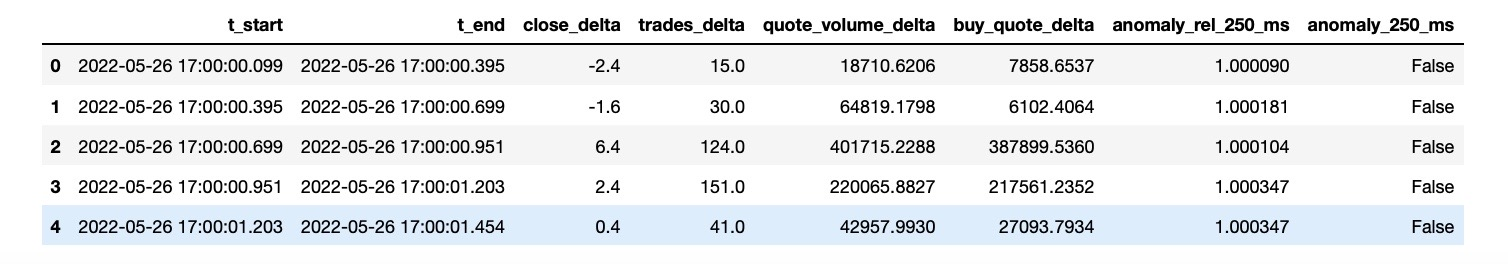 t_start t_end close_delta trades_delta quote_volume_delta buy_quote_delta anomaly_rel_250_ms anomaly_250_ms
0 2022-05-26 17:00:00.099 2022-05-26 17:00:00.395 -2.4 15.0 18710.6206 7858.6537 1.000090 False
1 2022-05-26 17:00:00.395 2022-05-26 17:00:00.699 -1.6 30.0 64819.1798 6102.4064 1.000181 False
2 2022-05-26 17:00:00.699 2022-05-26 17:00:00.951 6.4 124.0 401715.2288 387899.5360 1.000104 False
3 2022-05-26 17:00:00.951 2022-05-26 17:00:01.203 2.4 151.0 220065.8827 217561.2352 1.000347 False
4 2022-05-26 17:00:01.203 2022-05-26 17:00:01.454 0.4 41.0 42957.9930 27093.7934 1.000347 False